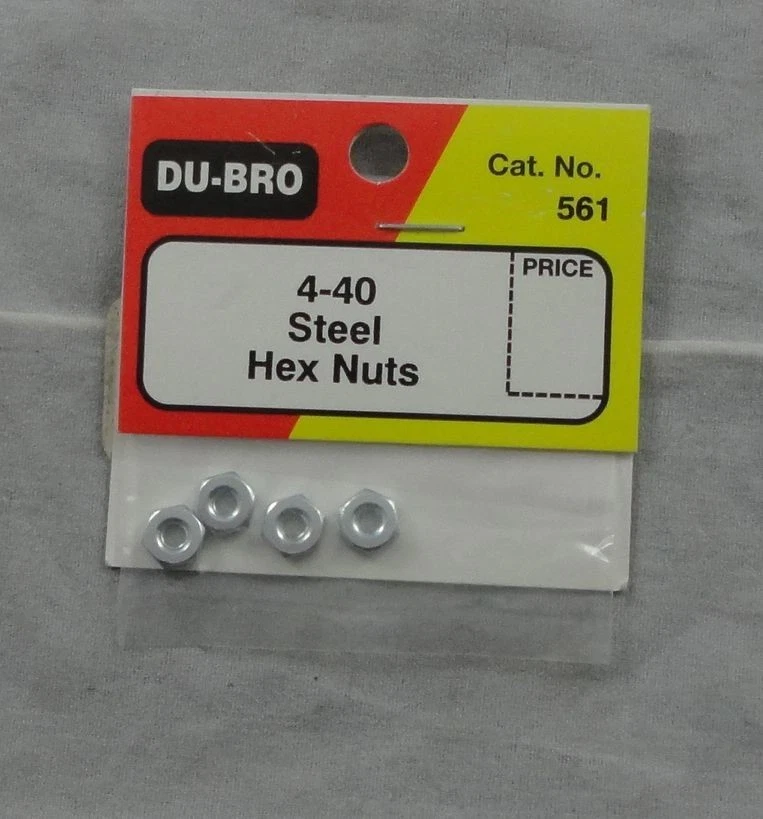 DU-BRO
Cat. No.
561
4-40
Steel
Hex Nuts
PRICE